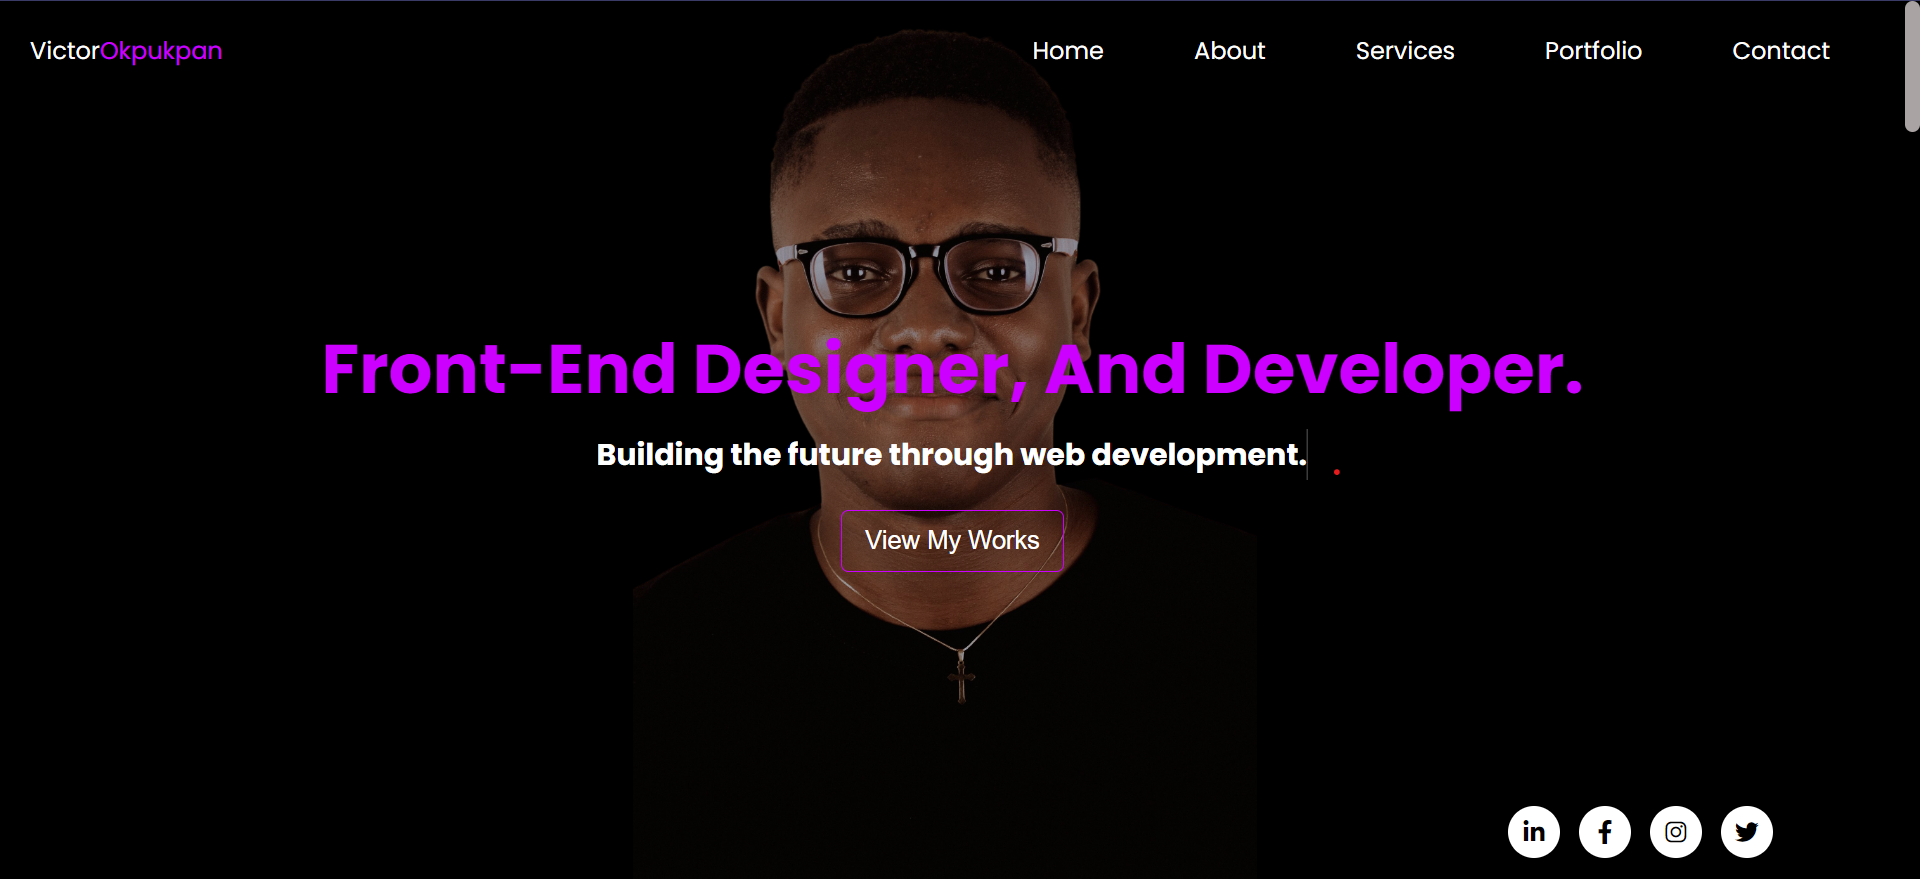 VictorOkpukpan
Home About Services Portfolio Contact
Front-End Designer, And Developer.
Building the future through web development.
View My Works